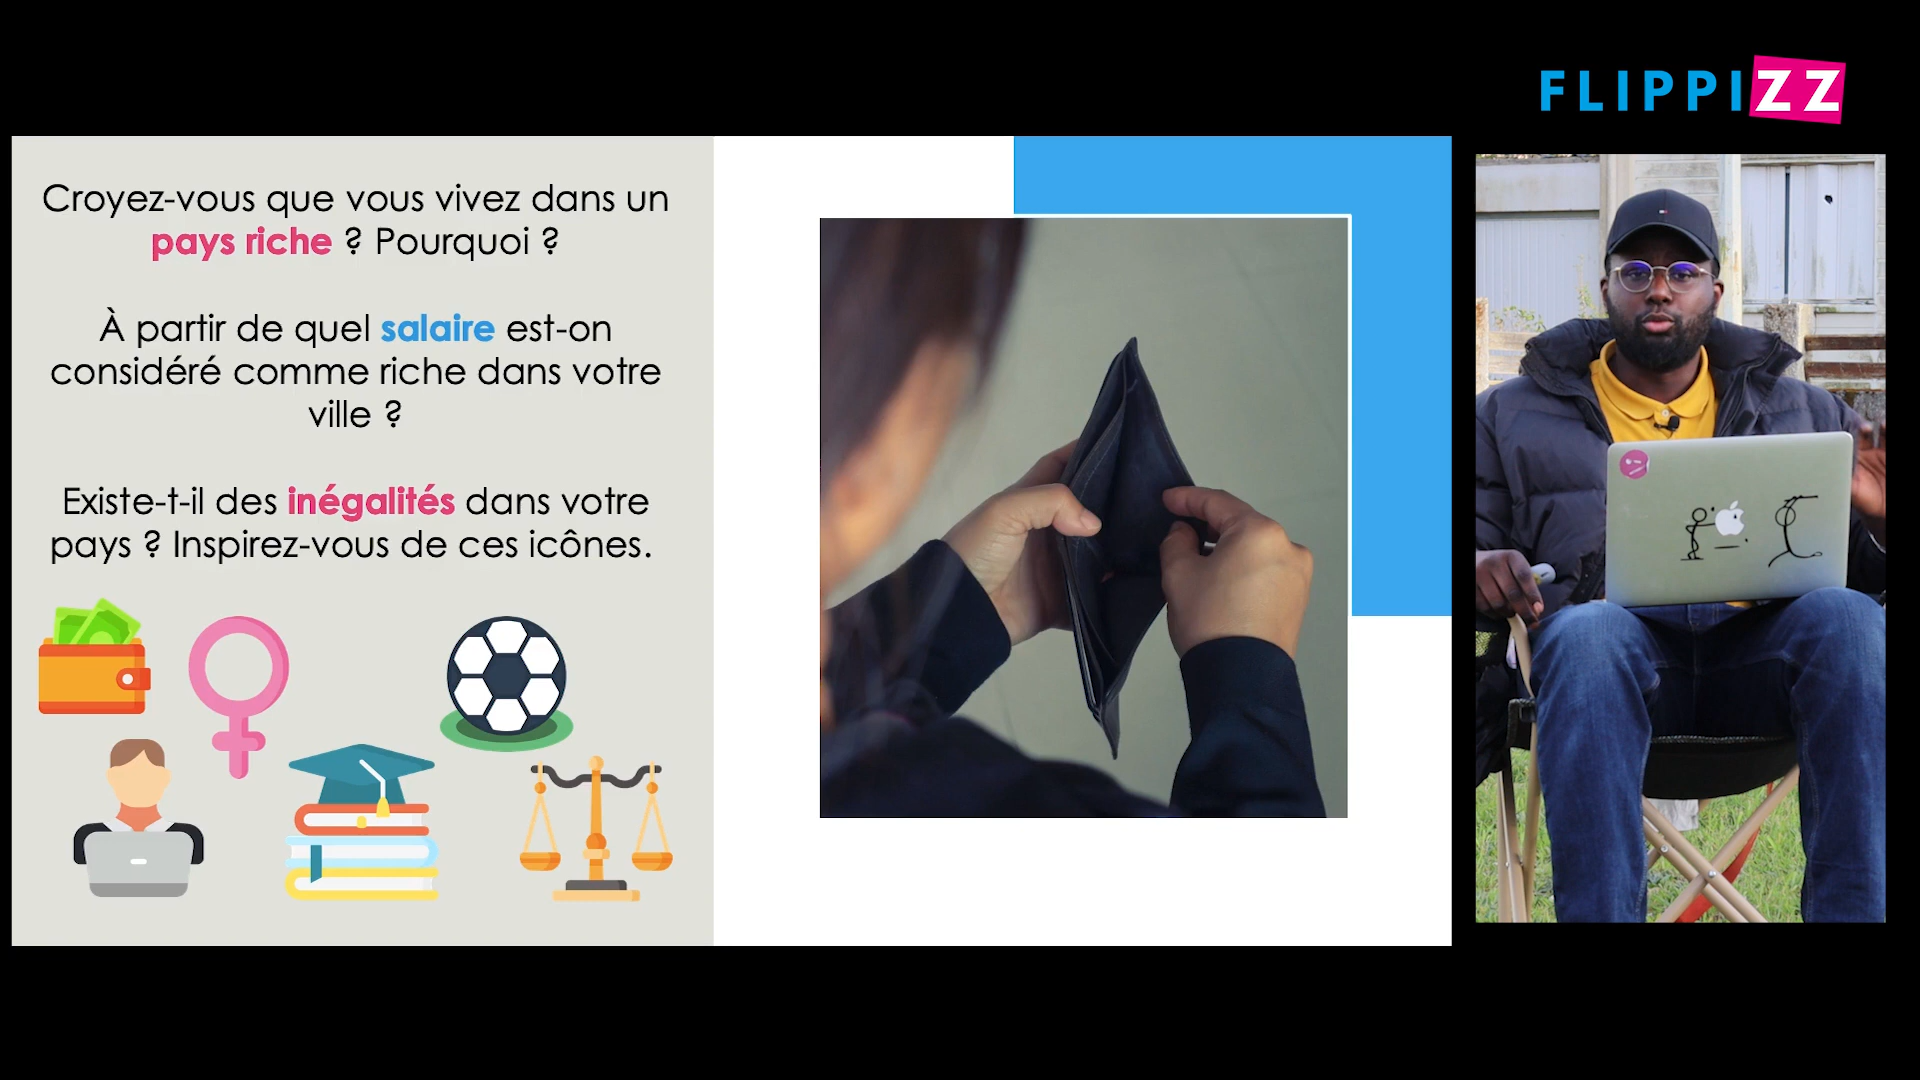 FLIPPIZZ
Croyez-vous que vous vivez dans un
pays riche ? Pourquoi ?
À partir de quel salaire est-on
considéré comme riche dans votre
ville ?
Existe-t-il des inégalités dans votre
pays ? Inspirez-vous de ces icônes.